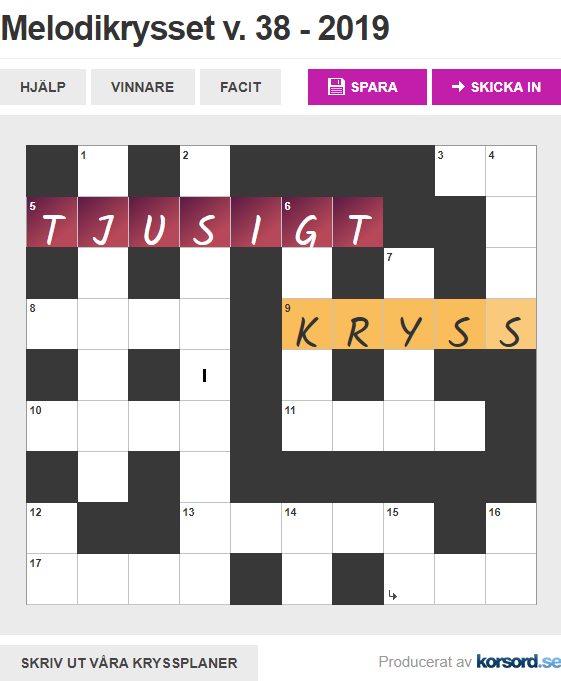 Melodikrysset v. 38 - 2019
HJÄLP VINNARE FACIT SPARA SKICKA IN
1 2 3 4
5 T J U S I 6 G T
7
8 9 K R Y S S
I
10 11
12 13 14 15 16
17
SKRIV UT VÅRA KRYSSPLANER Producerat av korsord.se